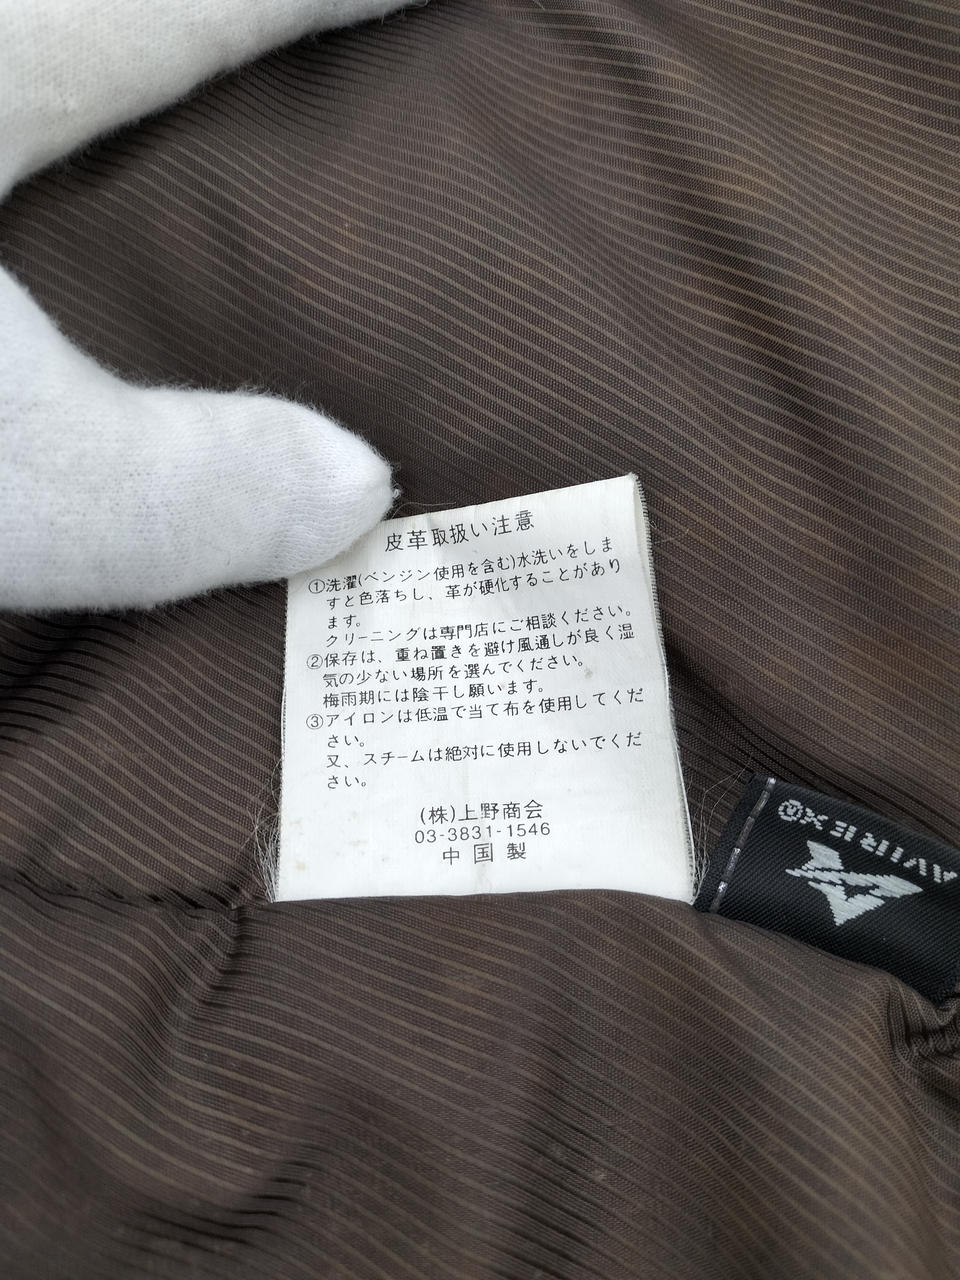 皮革取扱い注意
①洗濯(ベンジン使用を含む)水洗いをしま
すと色落ちし、革が硬化することがあり
ます。
クリーニングは専門店にご相談ください。
②保存は、重ね置きを避け風通しが良く湿
気の少ない場所を選んでください。
梅雨期には陰干し願います。
③アイロンは低温で当て布を使用してくだ
さい。
又、スチームは絶対に使用しないでくだ
さい。
(株)上野商会
03-3831-1546
中国製
AVIREX®